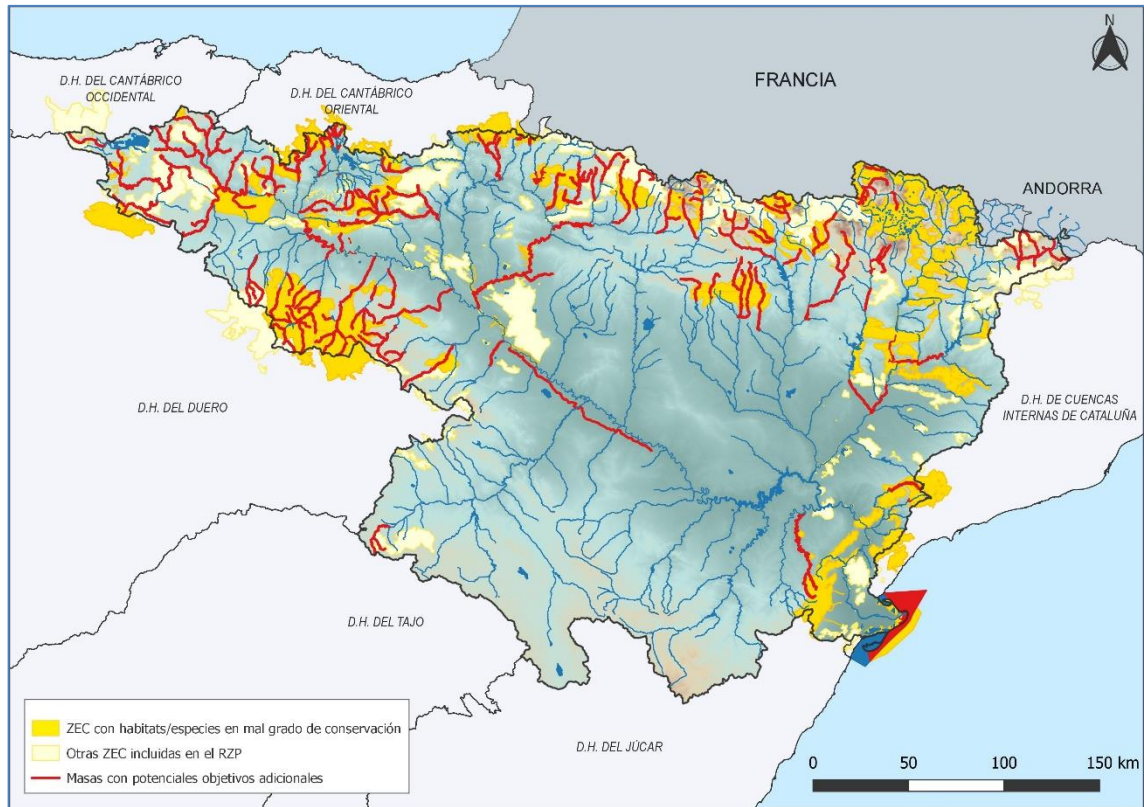 N
D.H. DEL CANTÁBRICO
OCCIDENTAL
D.H. DEL CANTÁBRICO
ORIENTAL
FRANCIA
ANDORRA
D.H. DEL DUERO
D.H. DE CUENCAS
INTERNAS DE CATALUÑA
D.H. DEL TAJO
D.H. DEL JÚCAR
ZEC con habitats/especies en mal grado de conservación
Otras ZEC incluidas en el RZP
Masas con potenciales objetivos adicionales
0 50 100 150 km